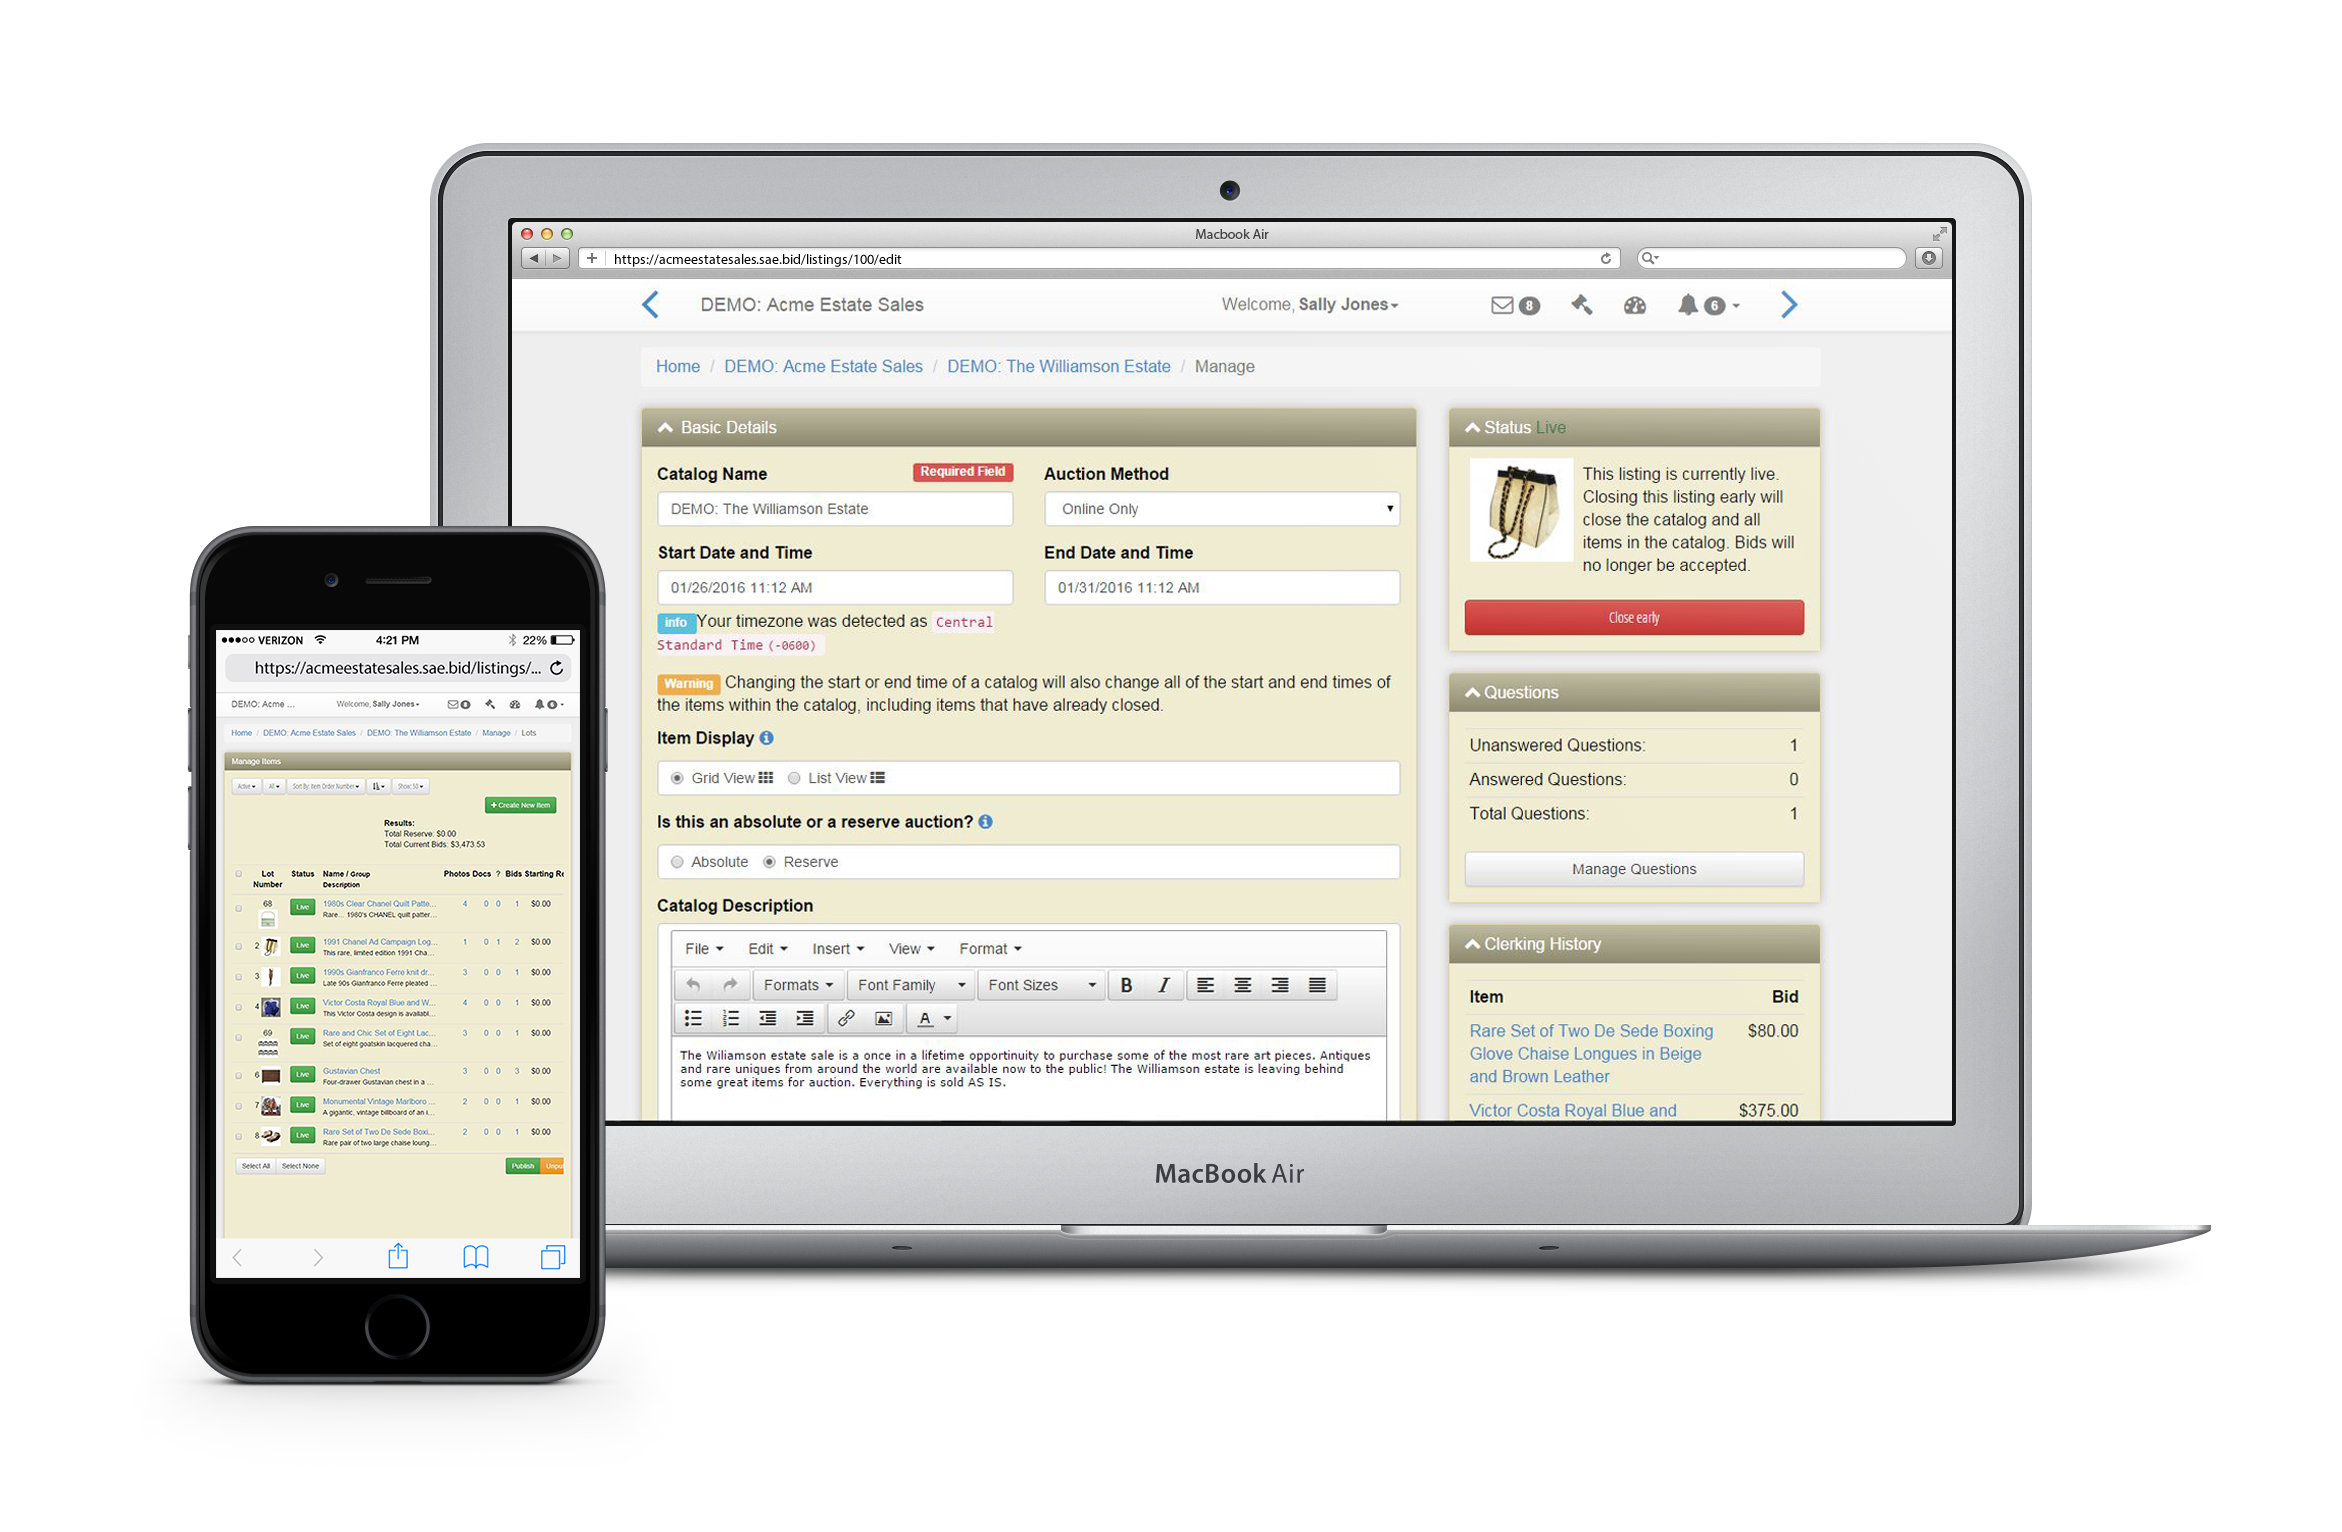 Macbook Air
https://acmeestatesales.sae.bid/listings/100/edit
DEMO: Acme Estate Sales
Welcome, Sally Jones
8
6
Home / DEMO: Acme Estate Sales / DEMO: The Williamson Estate / Manage
Basic Details
Catalog Name Required Field
DEMO: The Williamson Estate
Auction Method
Online Only
Start Date and Time
01/26/2016 11:12 AM
End Date and Time
01/31/2016 11:12 AM
info Your timezone was detected as Central
Standard Time (-0600)
Warning Changing the start or end time of a catalog will also change all of the start and end times of
the items within the catalog, including items that have already closed.
Item Display
Grid View List View
Is this an absolute or a reserve auction?
Absolute Reserve
Catalog Description
File Edit Insert View Format
Formats Font Family Font Sizes B I
A
The Wiliamson estate sale is a once in a lifetime opportinuity to purchase some of the most rare art pieces. Antiques
and rare uniques from around the world are available now to the public! The Williamson estate is leaving behind
some great items for auction. Everything is sold AS IS.
Status Live
This listing is currently live.
Closing this listing early will
close the catalog and all
items in the catalog. Bids will
no longer be accepted.
Close early
Questions
Unanswered Questions: 1
Answered Questions: 0
Total Questions: 1
Manage Questions
Clerking History
Item Bid
Rare Set of Two De Sede Boxing $80.00
Glove Chaise Longues in Beige
and Brown Leather
Victor Costa Royal Blue and $375.00
MacBook Air
VERIZON 4:21 PM 22%
https://acmeestatesales.sae.bid/listings/...
DEMO: Acme ... Welcome, Sally Jones
Home / DEMO: Acme Estate Sales / DEMO: The Williamson Estate / Manage / Lots
Manage Items
Active All Sort By: Item Order Number Show: 50
+ Create New Item
Results:
Total Reserve: $0.00
Total Current Bids: $3,473.53
Lot Number Status Name / Group Description Photos Docs ? Bids Starting Re
68 Live 1980s Clear Chanel Quilt Patte... 4 0 0 1 $0.00
Rare... 1980's CHANEL quilt patter...
2 Live 1991 Chanel Ad Campaign Log... 1 0 1 2 $0.00
This rare, limited edition 1991 Cha...
3 Live 1990s Gianfranco Ferre knit dr... 3 0 0 1 $0.00
Late 90s Gianfranco Ferre pleated ...
4 Live Victor Costa Royal Blue and W... 4 0 0 1 $0.00
This Victor Costa design is availabl...
69 Live Rare and Chic Set of Eight Lac... 3 0 0 1 $0.00
Set of eight goatskin lacquered cha...
6 Live Gustavian Chest 3 0 0 3 $0.00
Four-drawer Gustavian chest in a ...
7 Live Monumental Vintage Marlboro ... 2 0 0 1 $0.00
A gigantic, vintage billboard of an i...
8 Live Rare Set of Two De Sede Boxi... 2 0 0 1 $0.00
Rare pair of two large chaise loung...
Select All Select None Publish Unpu